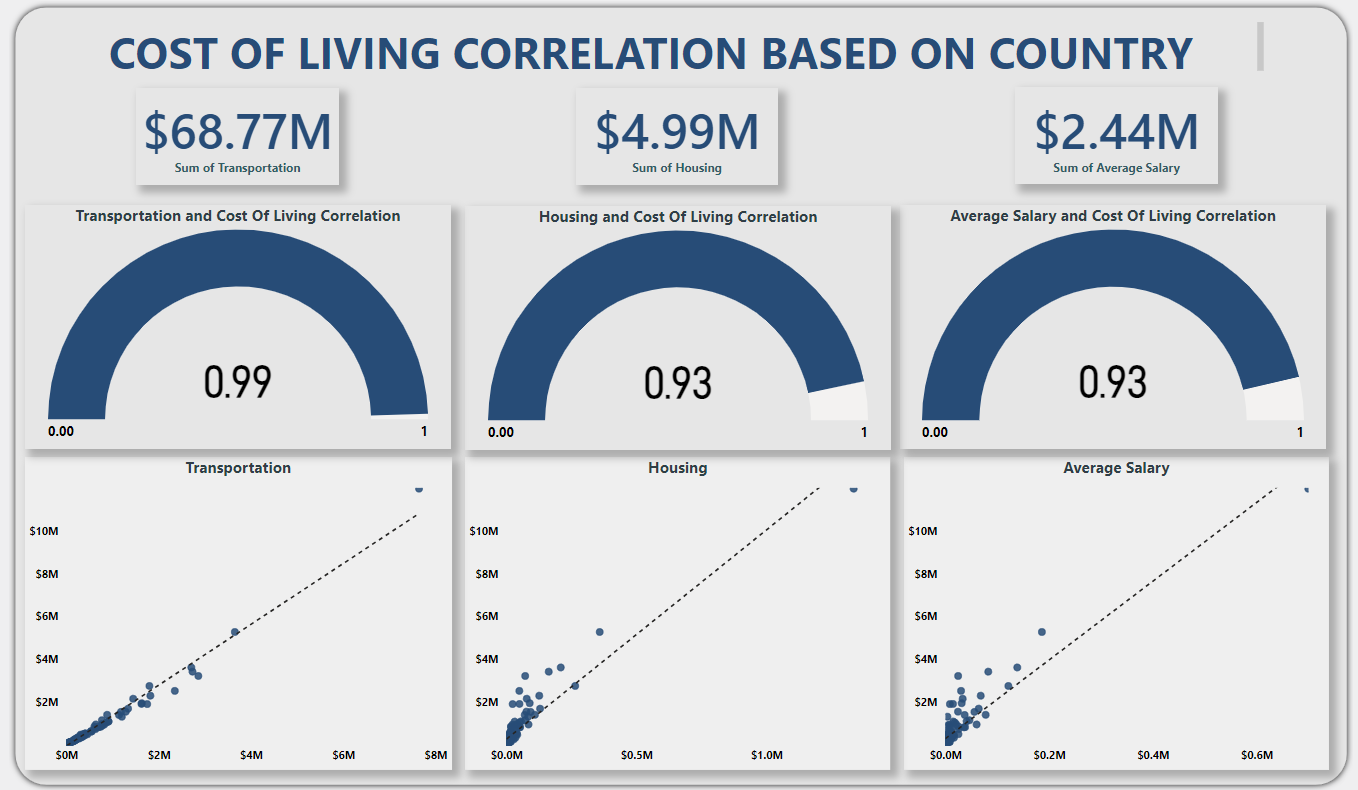 COST OF LIVING CORRELATION BASED ON COUNTRY
$68.77M
Sum of Transportation
$4.99M
Sum of Housing
$2.44M
Sum of Average Salary
Transportation and Cost Of Living Correlation
0.99
0.00
1
Housing and Cost Of Living Correlation
0.93
0.00
1
Average Salary and Cost Of Living Correlation
0.93
0.00
1
Transportation
$10M
$8M
$6M
$4M
$2M
$0M
$2M
$4M
$6M
$8M
Housing
$10M
$8M
$6M
$4M
$2M
$0.0M
$0.5M
$1.0M
Average Salary
$10M
$8M
$6M
$4M
$2M
$0.0M
$0.2M
$0.4M
$0.6M